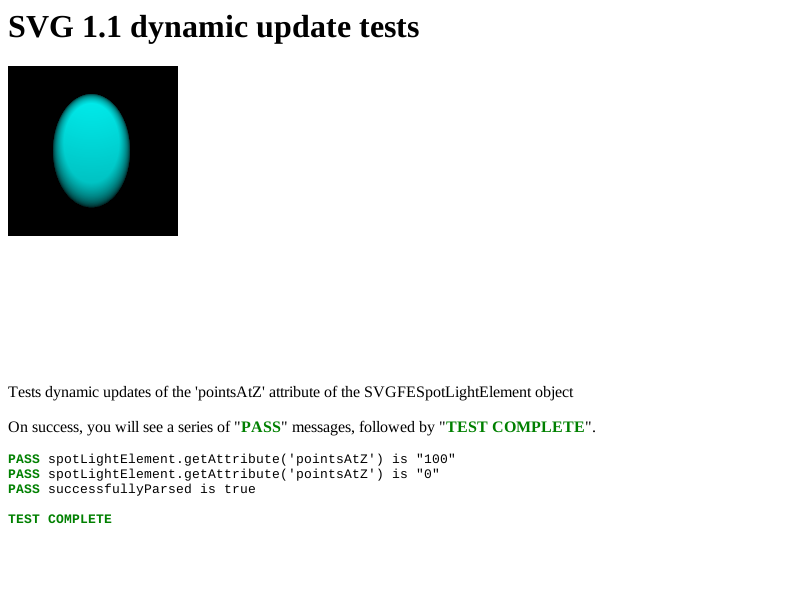 SVG 1.1 dynamic update tests
Tests dynamic updates of the 'pointsAtZ' attribute of the SVGFESpotLightElement object
On success, you will see a series of "PASS" messages, followed by "TEST COMPLETE".
PASS spotLightElement.getAttribute('pointsAtZ') is "100"
PASS spotLightElement.getAttribute('pointsAtZ') is "0"
PASS successfullyParsed is true
TEST COMPLETE